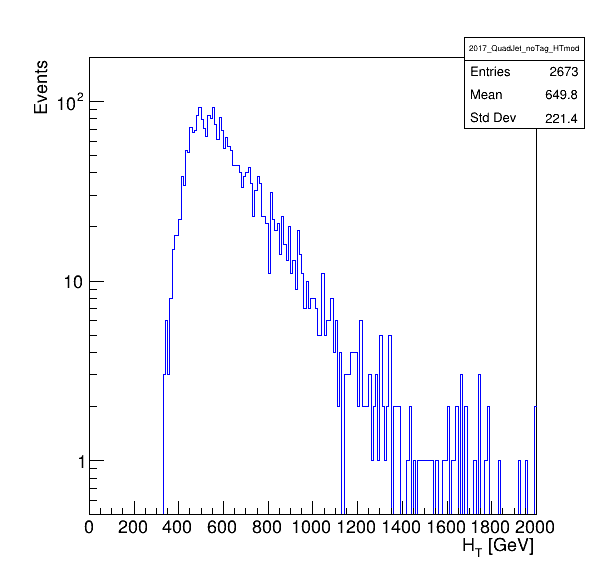 2017_QuadJet_noTag_HTmod
Entries 2673
Mean 649.8
Std Dev 221.4
Events
10²
10
1
0 200 400 600 800 1000 1200 1400 1600 1800 2000
H_T [GeV]